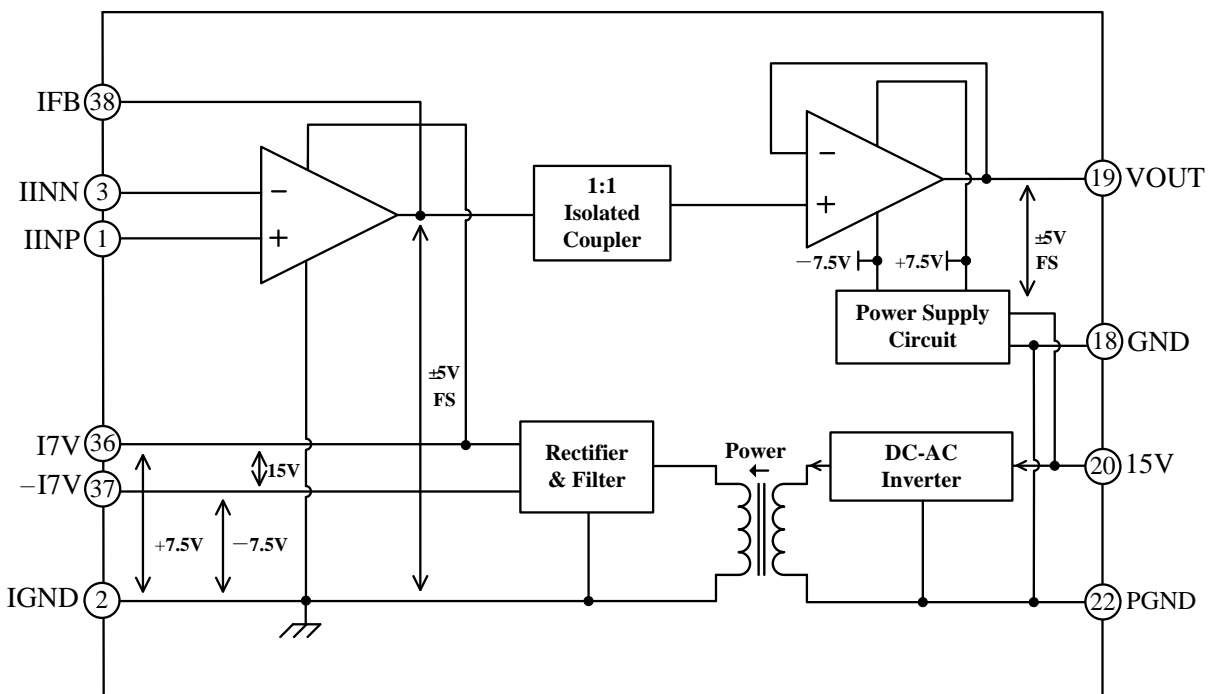 IFB 38
IINN 3
IINP 1
− +
1:1
Isolated
Coupler
− +
19 VOUT
−7.5V
+7.5V
±5V
FS
Power Supply
Circuit
18 GND
±5V
FS
I7V 36
−I7V 37
15V
+7.5V
−7.5V
Rectifier
& Filter
Power
DC-AC
Inverter
20 15V
IGND 2
22 PGND